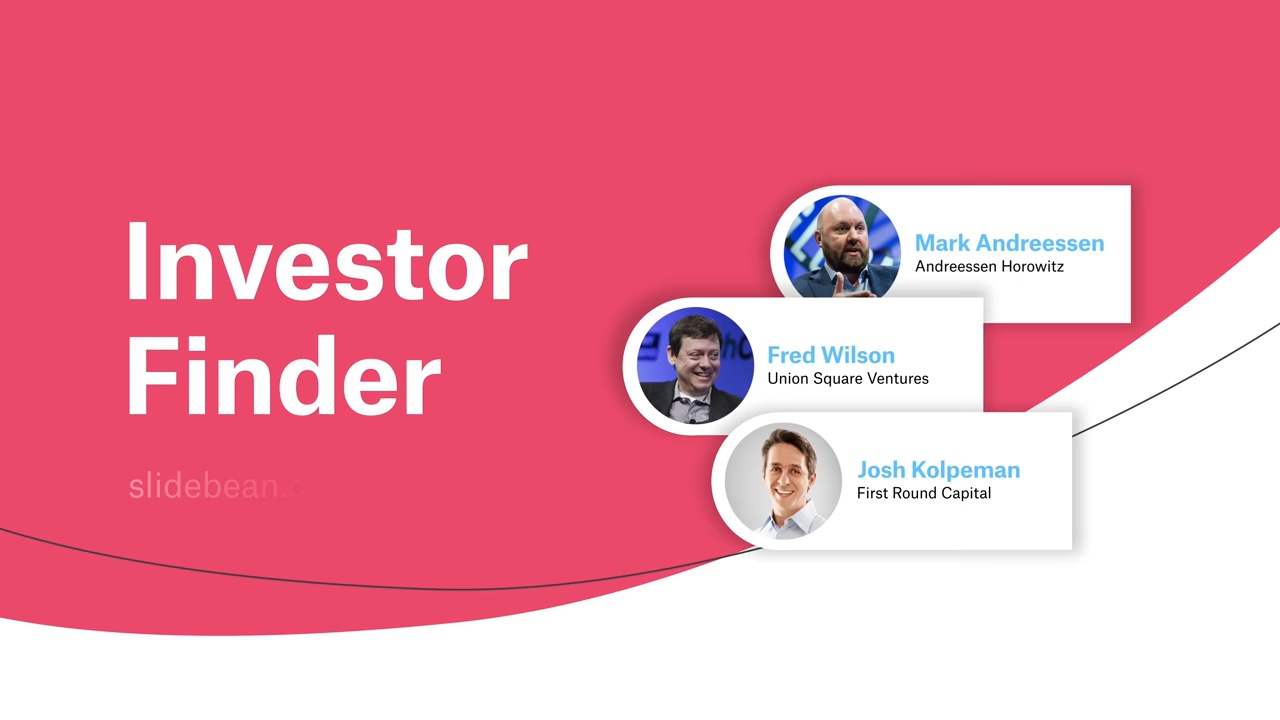 Investor
Finder
slidebean.c
Mark Andreessen
Andreessen Horowitz
Fred Wilson
Union Square Ventures
Josh Kolpeman
First Round Capital